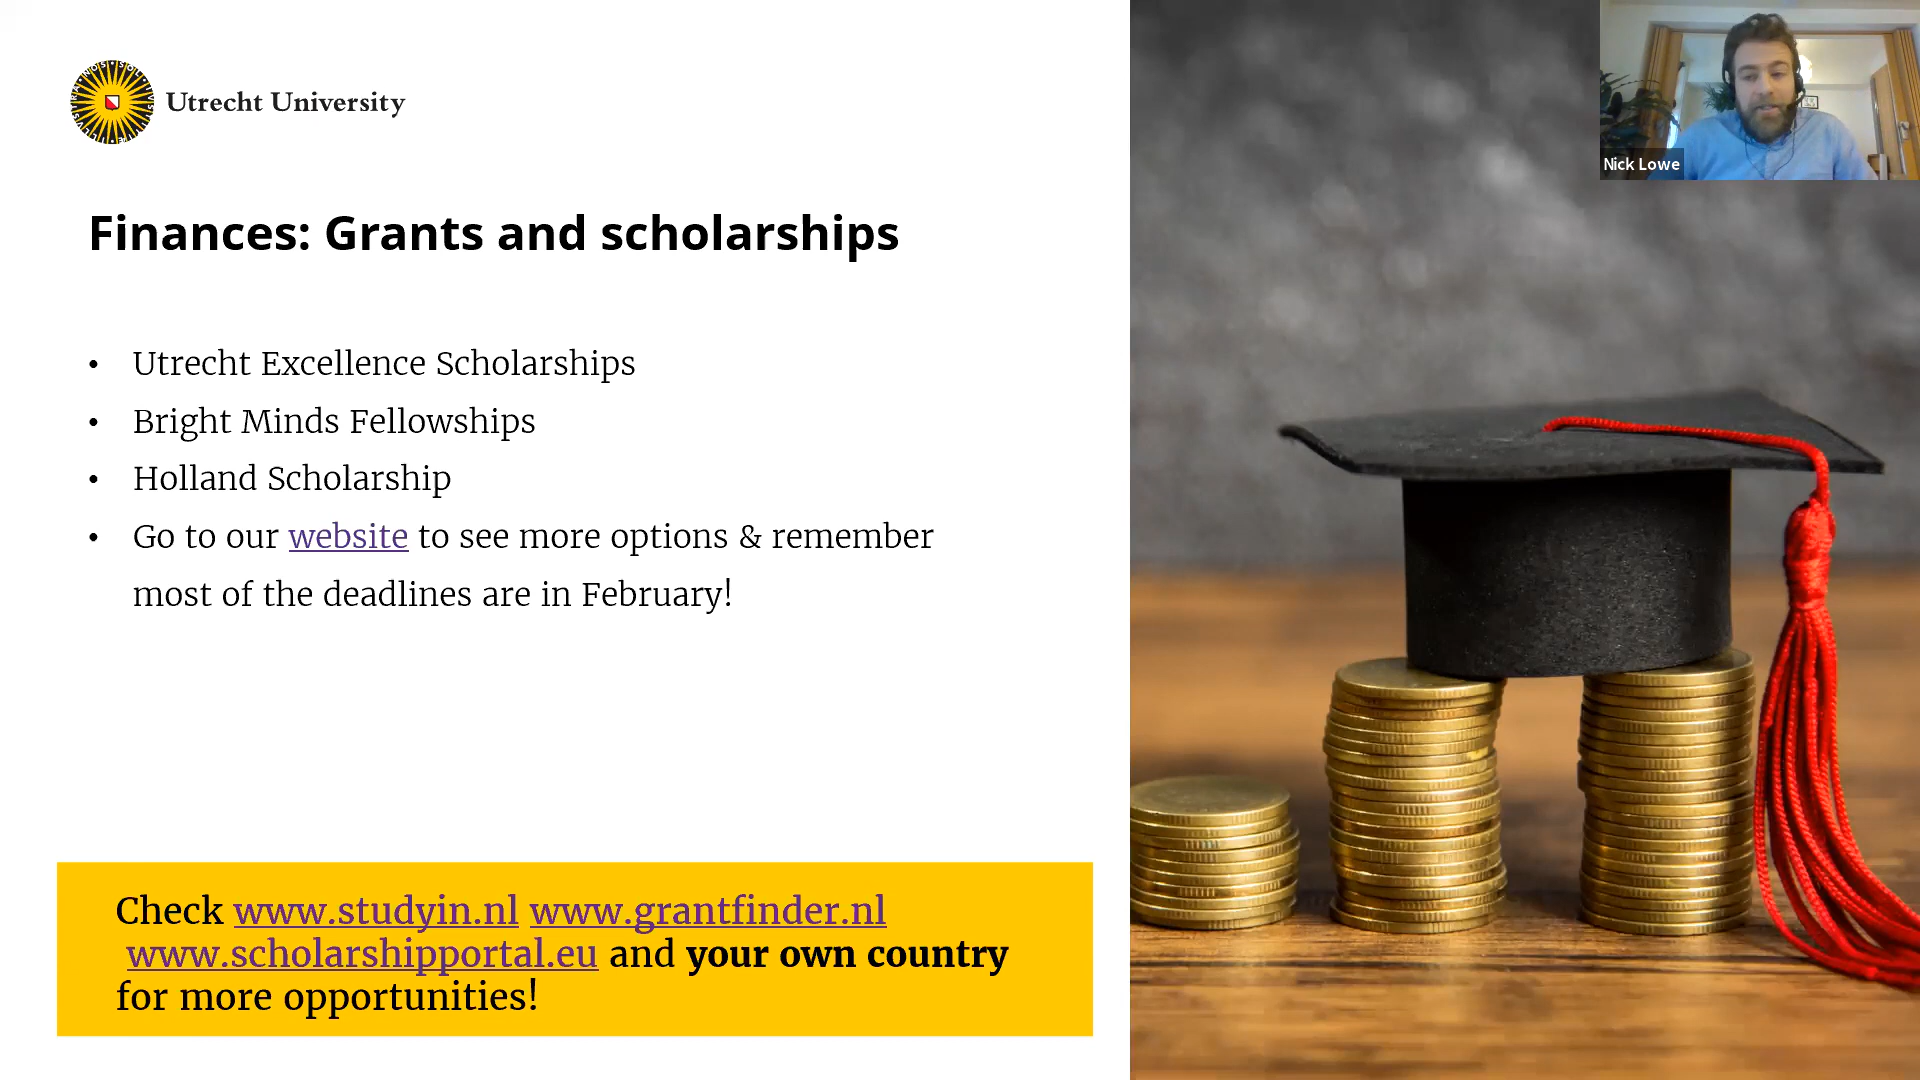 Utrecht University
Nick Lowe
Finances: Grants and scholarships
• Utrecht Excellence Scholarships
• Bright Minds Fellowships
• Holland Scholarship
• Go to our website to see more options & remember
most of the deadlines are in February!
Check www.studyin.nl www.grantfinder.nl
www.scholarshipportal.eu and your own country
for more opportunities!